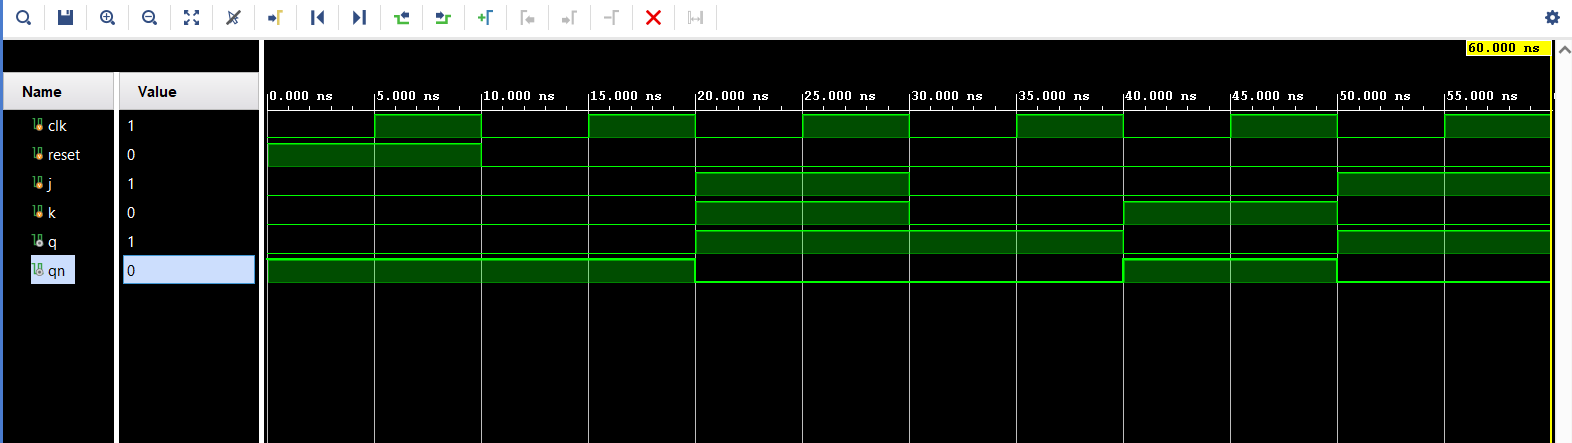 60.000 ns
Name Value
0.000 ns 5.000 ns 10.000 ns 15.000 ns 20.000 ns 25.000 ns 30.000 ns 35.000 ns 40.000 ns 45.000 ns 50.000 ns 55.000 ns
clk 1
reset 0
j 1
k 0
q 1
qn 0